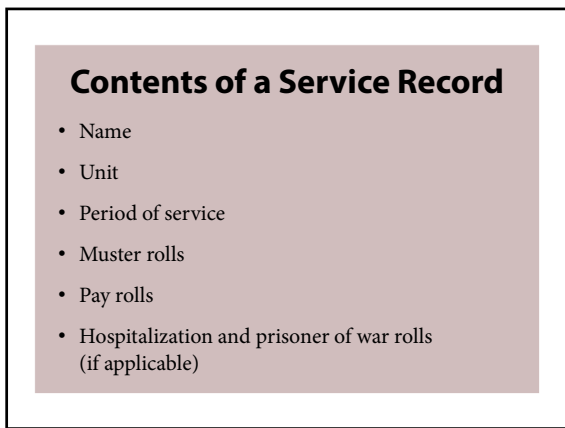 Contents of a Service Record
• Name
• Unit
• Period of service
• Muster rolls
• Pay rolls
• Hospitalization and prisoner of war rolls
(if applicable)